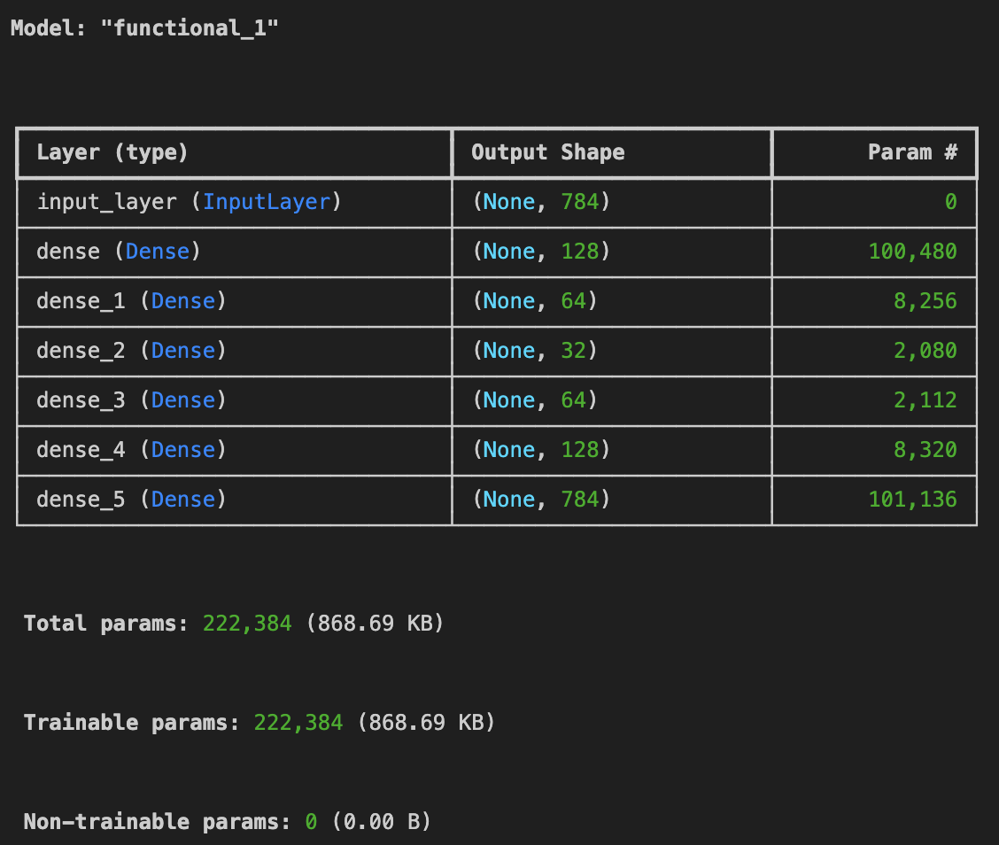 Model: "functional_1"
Layer (type) Output Shape Param #
input_layer (InputLayer) (None, 784) 0
dense (Dense) (None, 128) 100,480
dense_1 (Dense) (None, 64) 8,256
dense_2 (Dense) (None, 32) 2,080
dense_3 (Dense) (None, 64) 2,112
dense_4 (Dense) (None, 128) 8,320
dense_5 (Dense) (None, 784) 101,136
Total params: 222,384 (868.69 KB)
Trainable params: 222,384 (868.69 KB)
Non-trainable params: 0 (0.00 B)